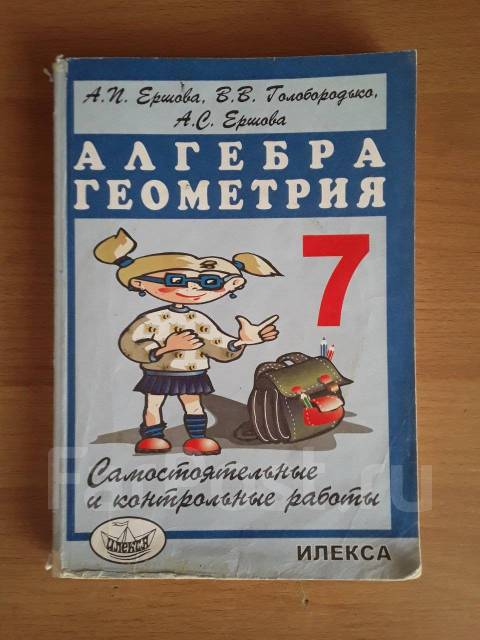 А.П. Ершова, В.В. Голобородько,
А.С. Ершова
АЛГЕБРА
ГЕОМЕТРИЯ
7
Самостоятельные
и контрольные работы
ИЛЕКСА
ИЛЕКСА